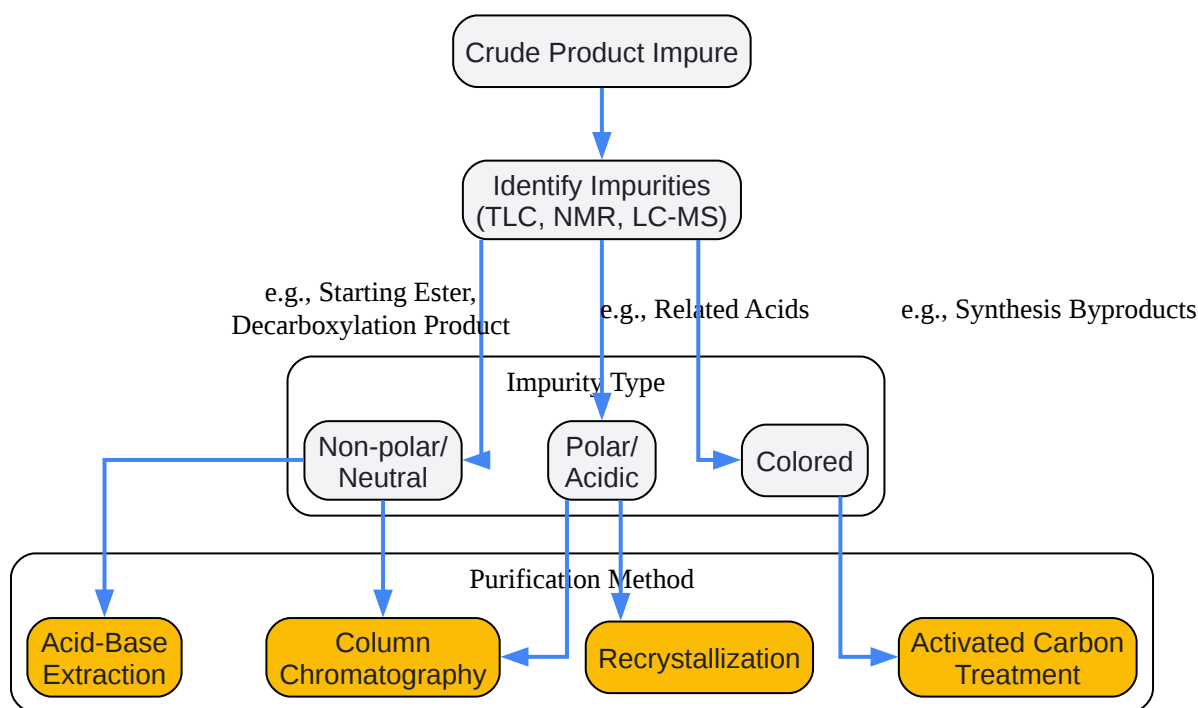 Crude Product Impure
Identify Impurities
(TLC, NMR, LC-MS)
e.g., Starting Ester,
Decarboxylation Product
e.g., Related Acids
e.g., Synthesis Byproducts
Impurity Type
Non-polar/
Neutral
Polar/
Acidic
Colored
Purification Method
Acid-Base
Extraction
Column
Chromatography
Recrystallization
Activated Carbon
Treatment